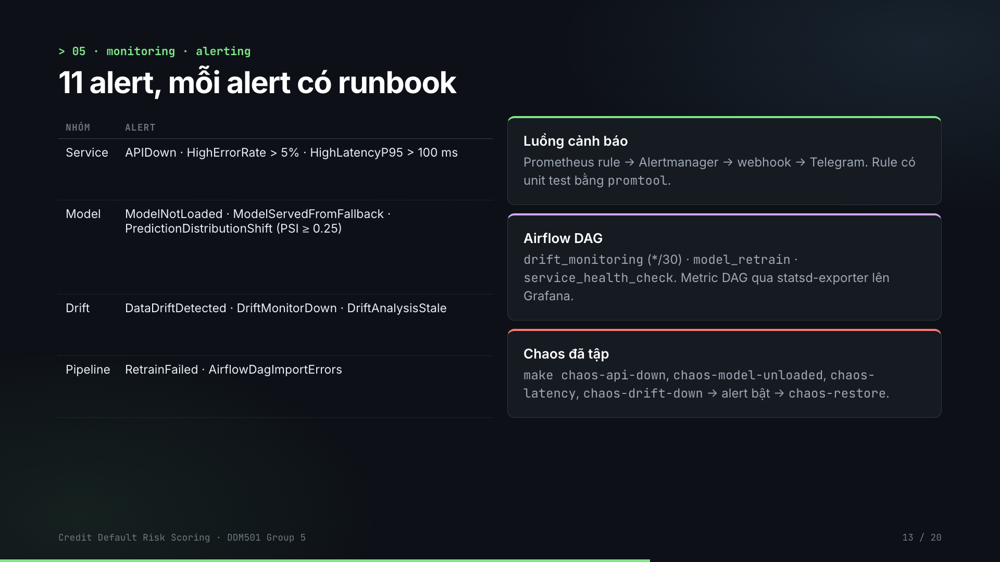 > 05 · monitoring · alerting
11 alert, mỗi alert có runbook
NHÓM ALERT
Service APIDown · HighErrorRate > 5% · HighLatencyP95 > 100 ms
Model ModelNotLoaded · ModelServedFromFallback ·
PredictionDistributionShift (PSI ≥ 0.25)
Drift DataDriftDetected · DriftMonitorDown · DriftAnalysisStale
Pipeline RetrainFailed · AirflowDagImportErrors
Luồng cảnh báo
Prometheus rule → Alertmanager → webhook → Telegram. Rule có
unit test bằng promtool.
Airflow DAG
drift_monitoring (*/30) · model_retrain ·
service_health_check. Metric DAG qua statsd-exporter lên
Grafana.
Chaos đã tập
make chaos-api-down, chaos-model-unloaded, chaos-
latency, chaos-drift-down → alert bật → chaos-restore.
Credit Default Risk Scoring · DDM501 Group 5
13 / 20